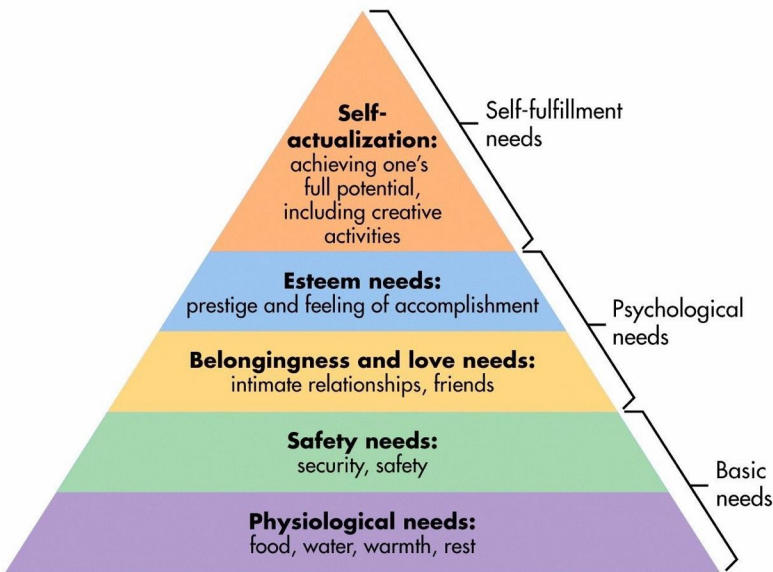 Self-
actualization:
achieving one's
full potential,
including creative
activities
Self-fulfillment
needs
Esteem needs:
prestige and feeling of accomplishment
Psychological
needs
Belongingness and love needs:
intimate relationships, friends
Safety needs:
security, safety
Basic
needs
Physiological needs:
food, water, warmth, rest